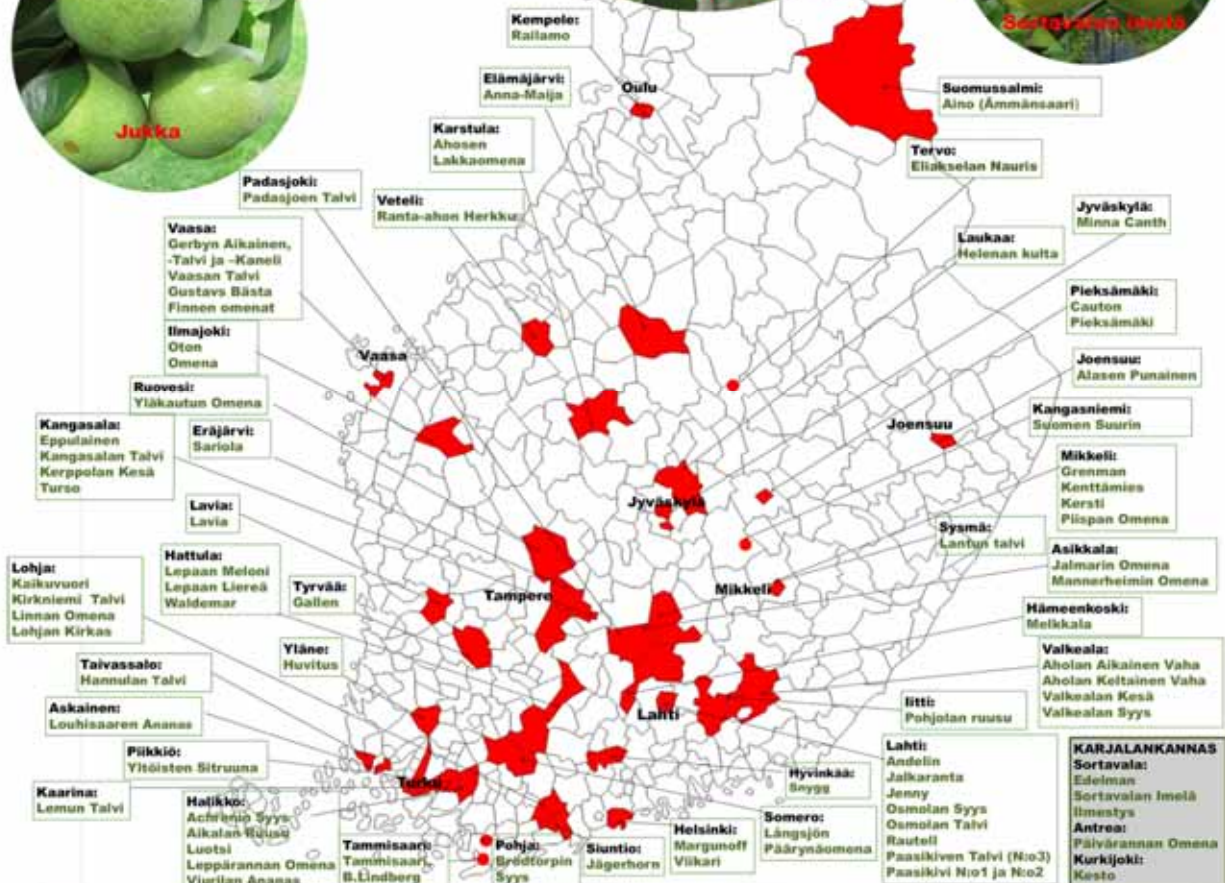 Jukka
Sortavalan Imelä
Kempele:
Railamo
Elämäjärvi:
Anna-Maija
Karstula:
Ahosen
Lakkaomena
Padasjoki:
Padasjoen Talvi
Veteli:
Ranta-ahon Herkku
Vaasa:
Gerbyn Aikainen,
-Talvi ja -Kaneli
Vaasan Talvi
Gustavs Bästa
Finnen omenat
Ilmajoki:
Oton
Omena
Ruovesi:
Yläkautun Omena
Kangasala:
Eppulainen
Kangasalan Talvi
Kerppolan Kesä
Turso
Eräjärvi:
Sariola
Lavia:
Lavia
Hattula:
Lepaan Meloni
Lepaan Liereä
Waldemar
Tyrvää:
Gallen
Lohja:
Kaikuvuori
Kirkniemi Talvi
Linnan Omena
Lohjan Kirkas
Yläne:
Huvitus
Taivassalo:
Hannulan Talvi
Askainen:
Louhisaaren Ananas
Piikkiö:
Yltöisten Sitruuna
Kaarina:
Lemun Talvi
Halikko:
Achrenin Syys
Aikalan Ruusu
Luotsi
Leppärannan Omena
Viurilan Ananas
Tammisaari:
Tammisaari,
B.Lindberg
Pohja:
Brödtorpin
Syys
Siuntio:
Jägerhorn
Helsinki:
Margunoff
Viikari
Somero:
Långsjön
Päärynäomena
Hyvinkää:
Snygg
Lahti:
Andelin
Jalkaranta
Jenny
Osmolan Syys
Osmolan Talvi
Rautell
Paasikiven Talvi (N:o3)
Paasikivi N:o1 ja N:o2
Iitti:
Pohjolan ruusu
Valkeala:
Aholan Aikainen Vaha
Aholan Keltainen Vaha
Valkealan Kesä
Valkealan Syys
Hämeenkoski:
Melkkala
Asikkala:
Jalmarin Omena
Mannerheimin Omena
Sysmä:
Lantun talvi
Mikkeli:
Grenman
Kenttämies
Kersti
Piispan Omena
Kangasniemi:
Suomen Suurin
Joensuu:
Alasen Punainen
Pieksämäki:
Cauton
Pieksämäki
Jyväskylä:
Minna Canth
Laukaa:
Helenan kulta
Tervo:
Eliakselan Nauris
Suomussalmi:
Aino (Ämmänsaari)
Oulu
Vaasa
Joensuu
Jyväskylä
Tampere
Mikkeli
Lahti
Turku
KARJALANKANNAS
Sortavala:
Edelman
Sortavalan Imelä
Ilmestys
Antrea:
Päivärannan Omena
Kurkijoki:
Kesto